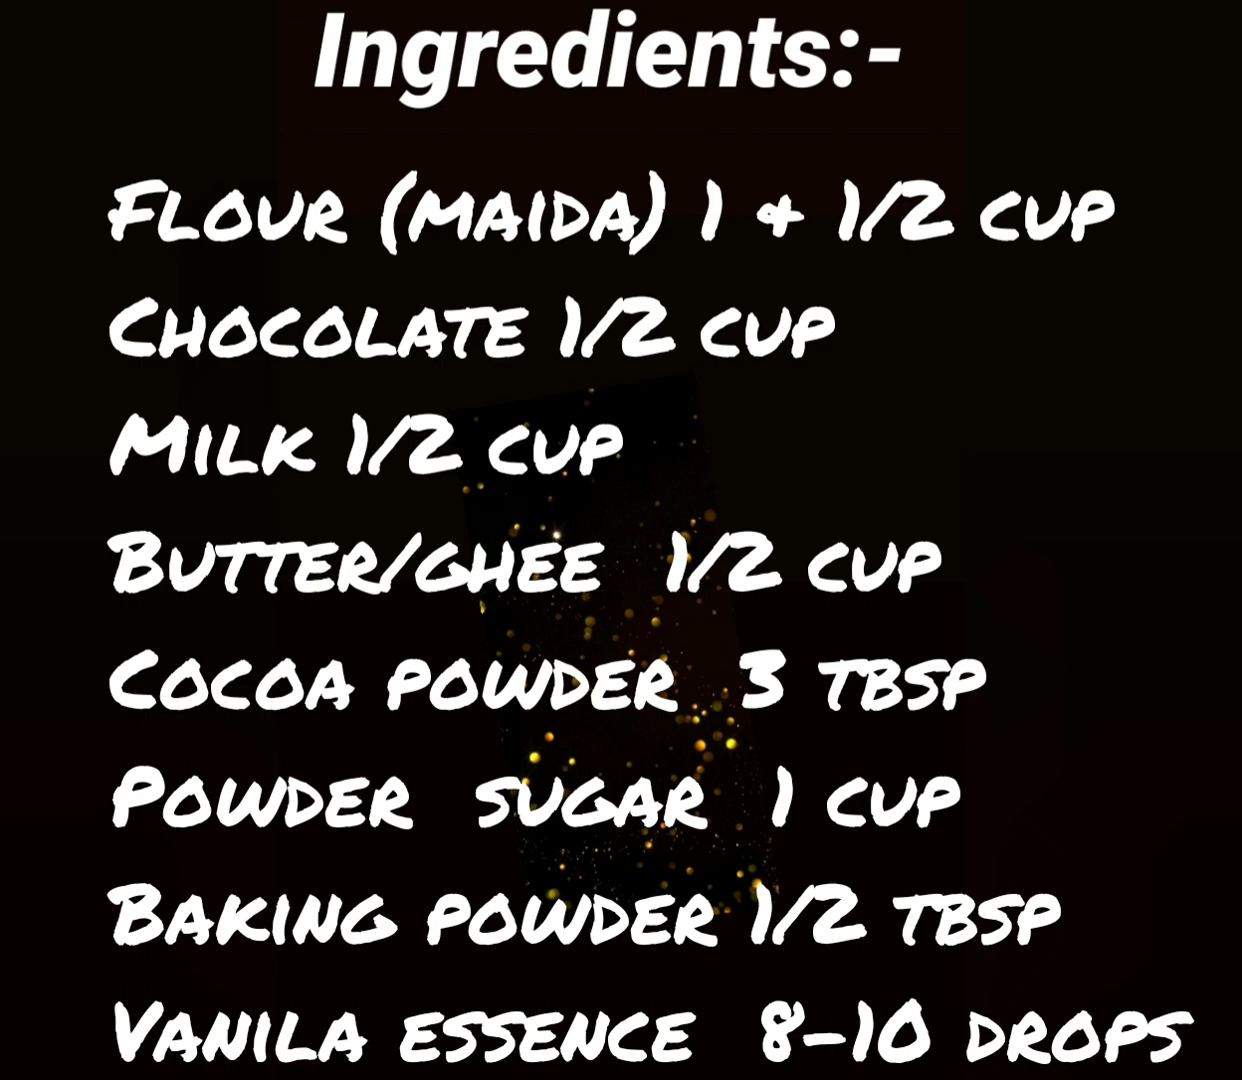 Ingredients:-
Flour (maida) 1 & 1/2 cup
Chocolate 1/2 cup
Milk 1/2 cup
Butter/ghee 1/2 cup
Cocoa powder 3 tbsp
Powder sugar 1 cup
Baking powder 1/2 tbsp
Vanila essence 8-10 drops